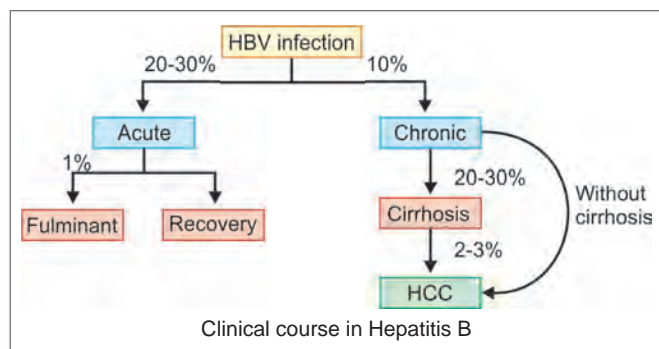 HBV infection
20-30%
10%
Acute
Chronic
1%
20-30%
Without
cirrhosis
Fulminant
Recovery
Cirrhosis
2-3%
HCC
Clinical course in Hepatitis B